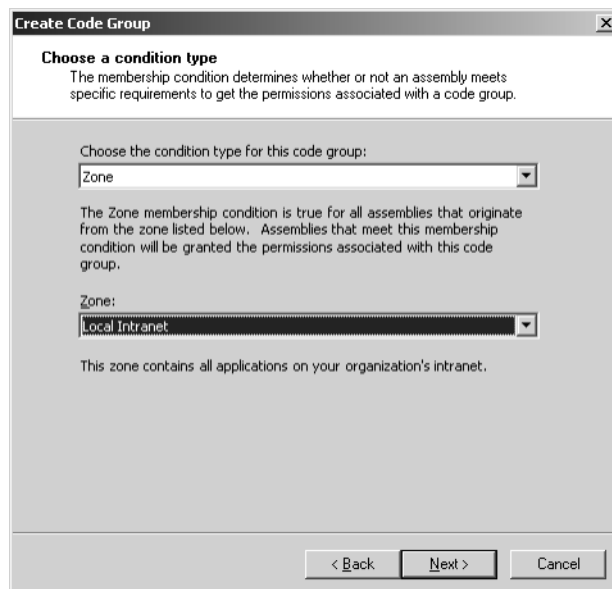 Create Code Group
Choose a condition type
The membership condition determines whether or not an assembly meets
specific requirements to get the permissions associated with a code group.
Choose the condition type for this code group:
Zone
The Zone membership condition is true for all assemblies that originate
from the zone listed below. Assemblies that meet this membership
condition will be granted the permissions associated with this code
group.
Zone:
Local Intranet
This zone contains all applications on your organization's intranet.
< Back Next > Cancel